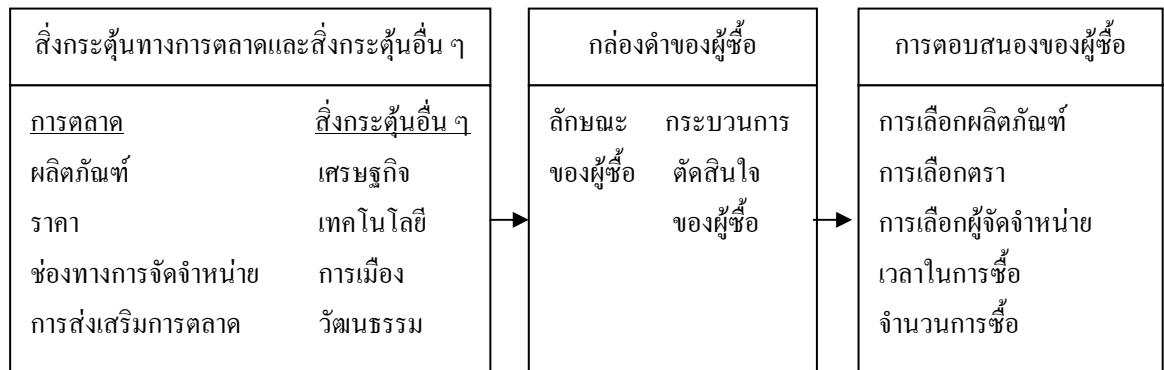 สิ่งกระตุ้นทางการตลาดและสิ่งกระตุ้นอื่น ๆ
การตลาด สิ่งกระตุ้นอื่น ๆ
ผลิตภัณฑ์ เศรษฐกิจ
ราคา เทคโนโลยี
ช่องทางการจัดจำหน่าย การเมือง
การส่งเสริมการตลาด วัฒนธรรม
กล่องดำของผู้ซื้อ
ลักษณะ กระบวนการ
ของผู้ซื้อ ตัดสินใจ
ของผู้ซื้อ
การตอบสนองของผู้ซื้อ
การเลือกผลิตภัณฑ์
การเลือกตรา
การเลือกผู้จัดจำหน่าย
เวลาในการซื้อ
จำนวนการซื้อ